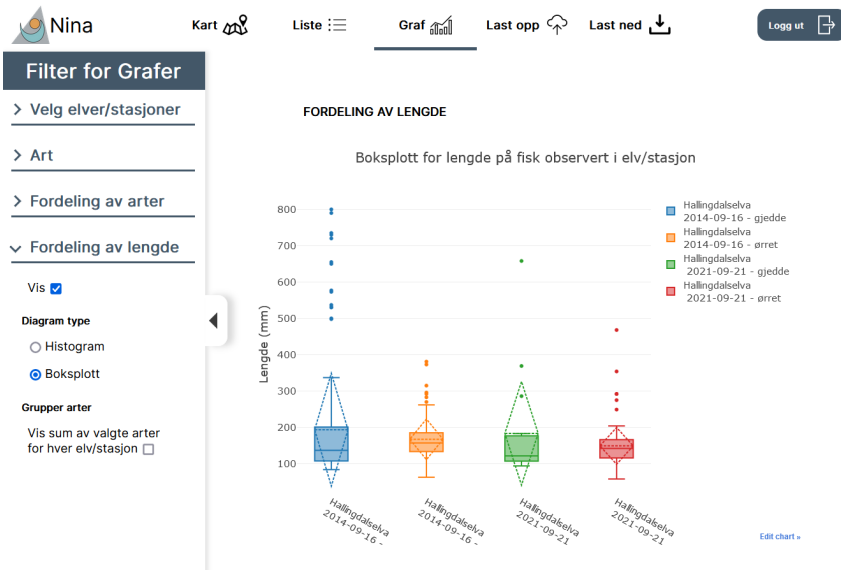 Nina
Kart
Liste
Graf
Last opp
Last ned
Logg ut
Filter for Grafer
Velg elver/stasjoner
Art
Fordeling av arter
Fordeling av lengde
Vis
Diagram type
Histogram
Boksplott
Grupper arter
Vis sum av valgte arter
for hver elv/stasjon
FORDELING AV LENGDE
Boksplott for lengde på fisk observert i elv/stasjon
Lengde (mm)
800
700
600
500
400
300
200
100
Hallingdalselva
2014-09-16 -
Hallingdalselva
2014-09-16 -
Hallingdalselva
2021-09-21
Hallingdalselva
2021-09-21
Hallingdalselva
2014-09-16 - gjedde
Hallingdalselva
2014-09-16 - ørret
Hallingdalselva
2021-09-21 - gjedde
Hallingdalselva
2021-09-21 - ørret
Edit chart »